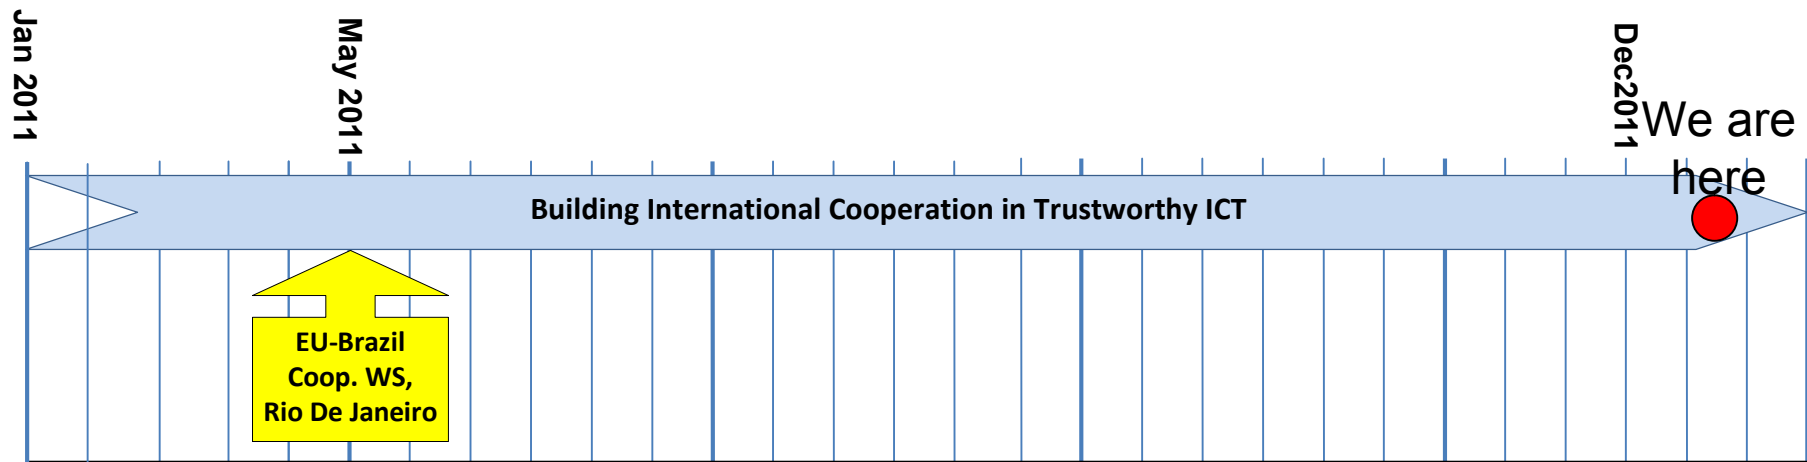 Jan 2011
May 2011
Dec2011
We are
here
Building International Cooperation in Trustworthy ICT
EU-Brazil
Coop. WS,
Rio De Janeiro